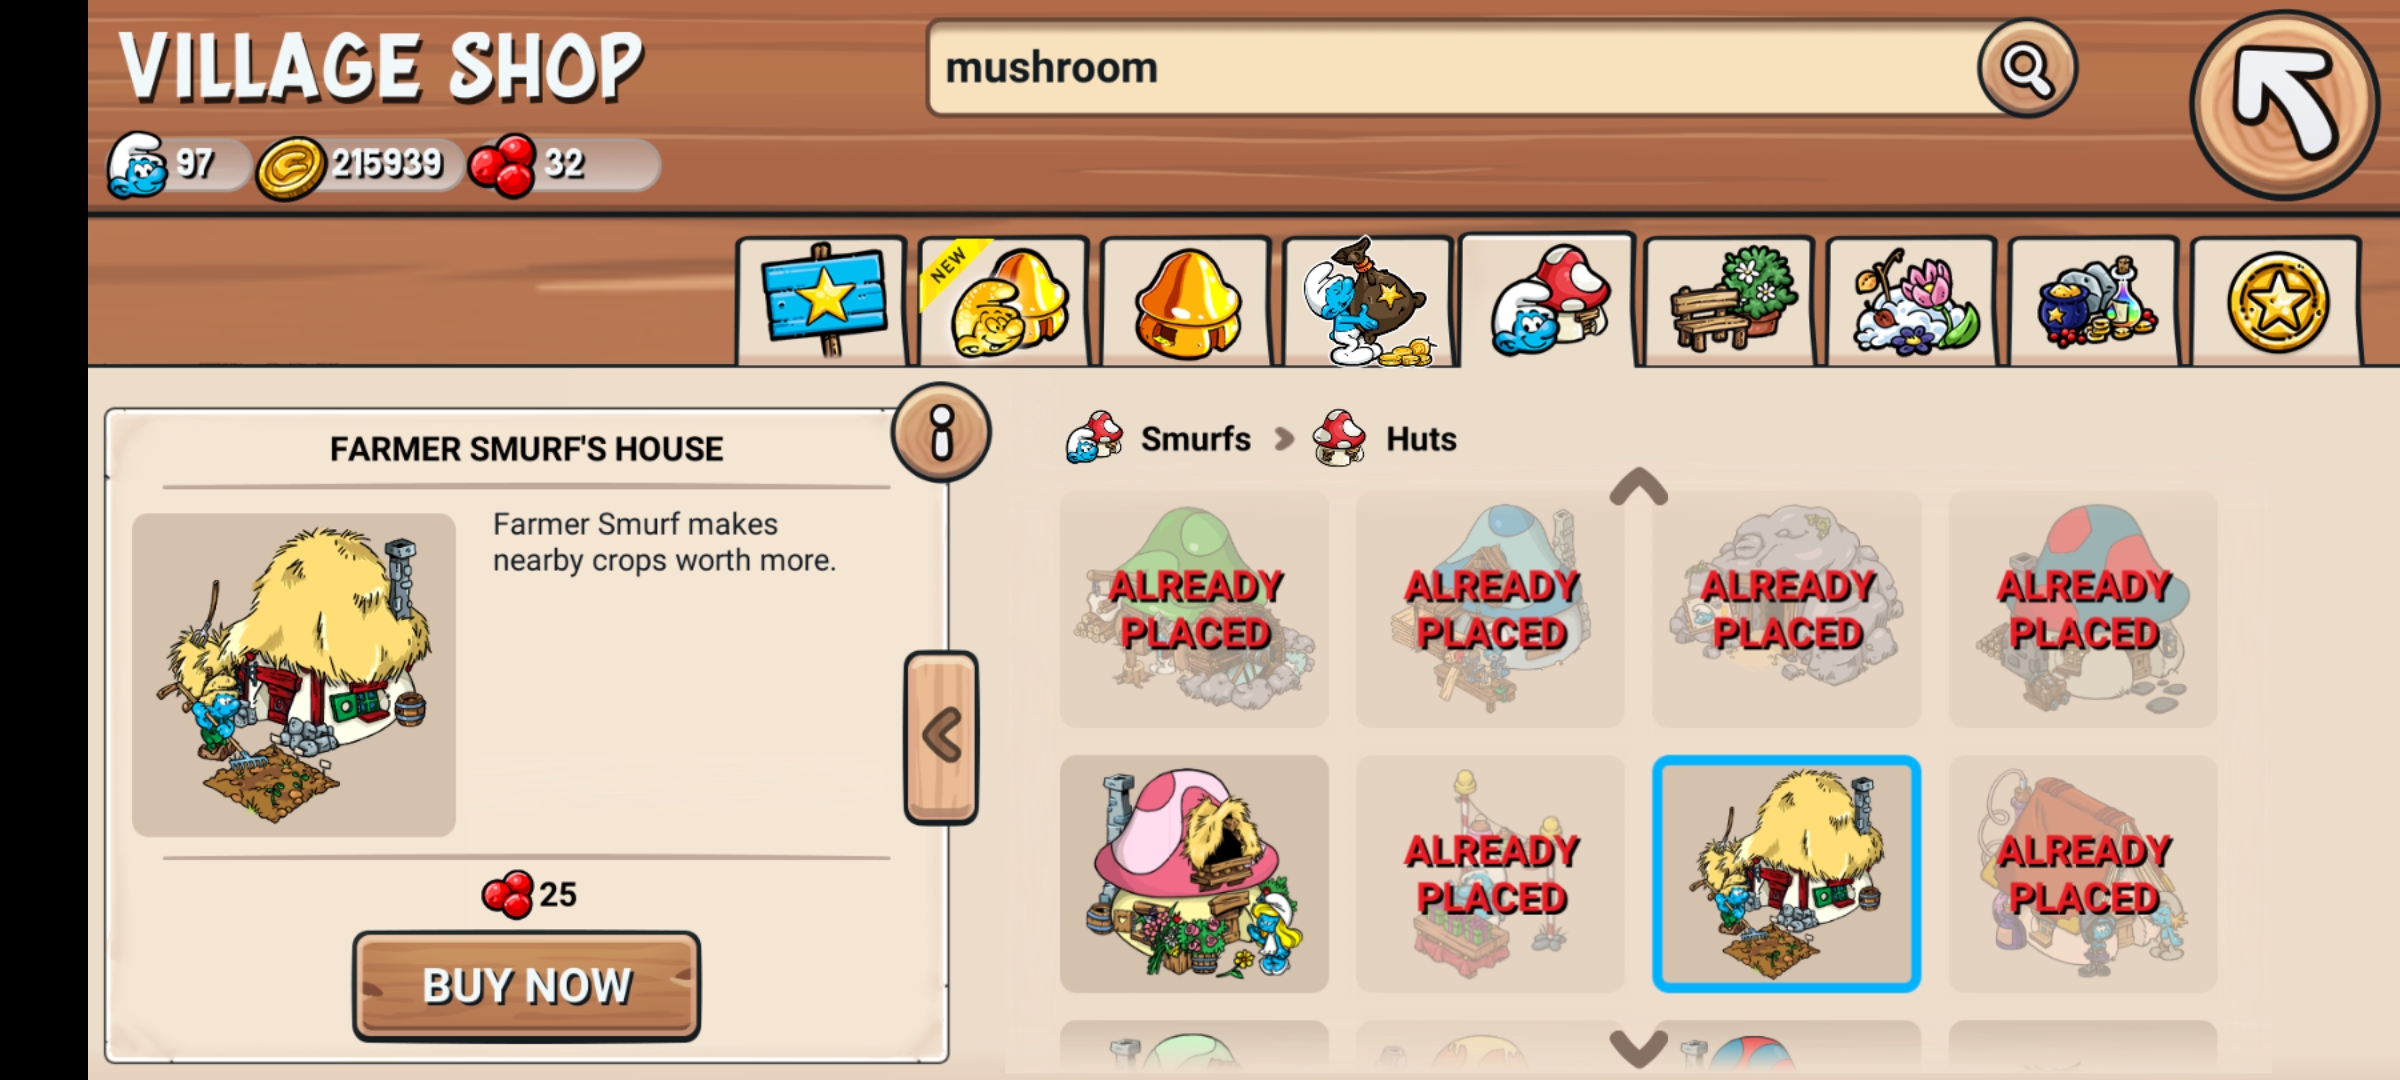 VILLAGE SHOP
mushroom
97
215939
32
NEW
FARMER SMURF'S HOUSE
Farmer Smurf makes
nearby crops worth more.
25
BUY NOW
Smurfs
Huts
ALREADY
PLACED
ALREADY
PLACED
ALREADY
PLACED
ALREADY
PLACED
ALREADY
PLACED
ALREADY
PLACED